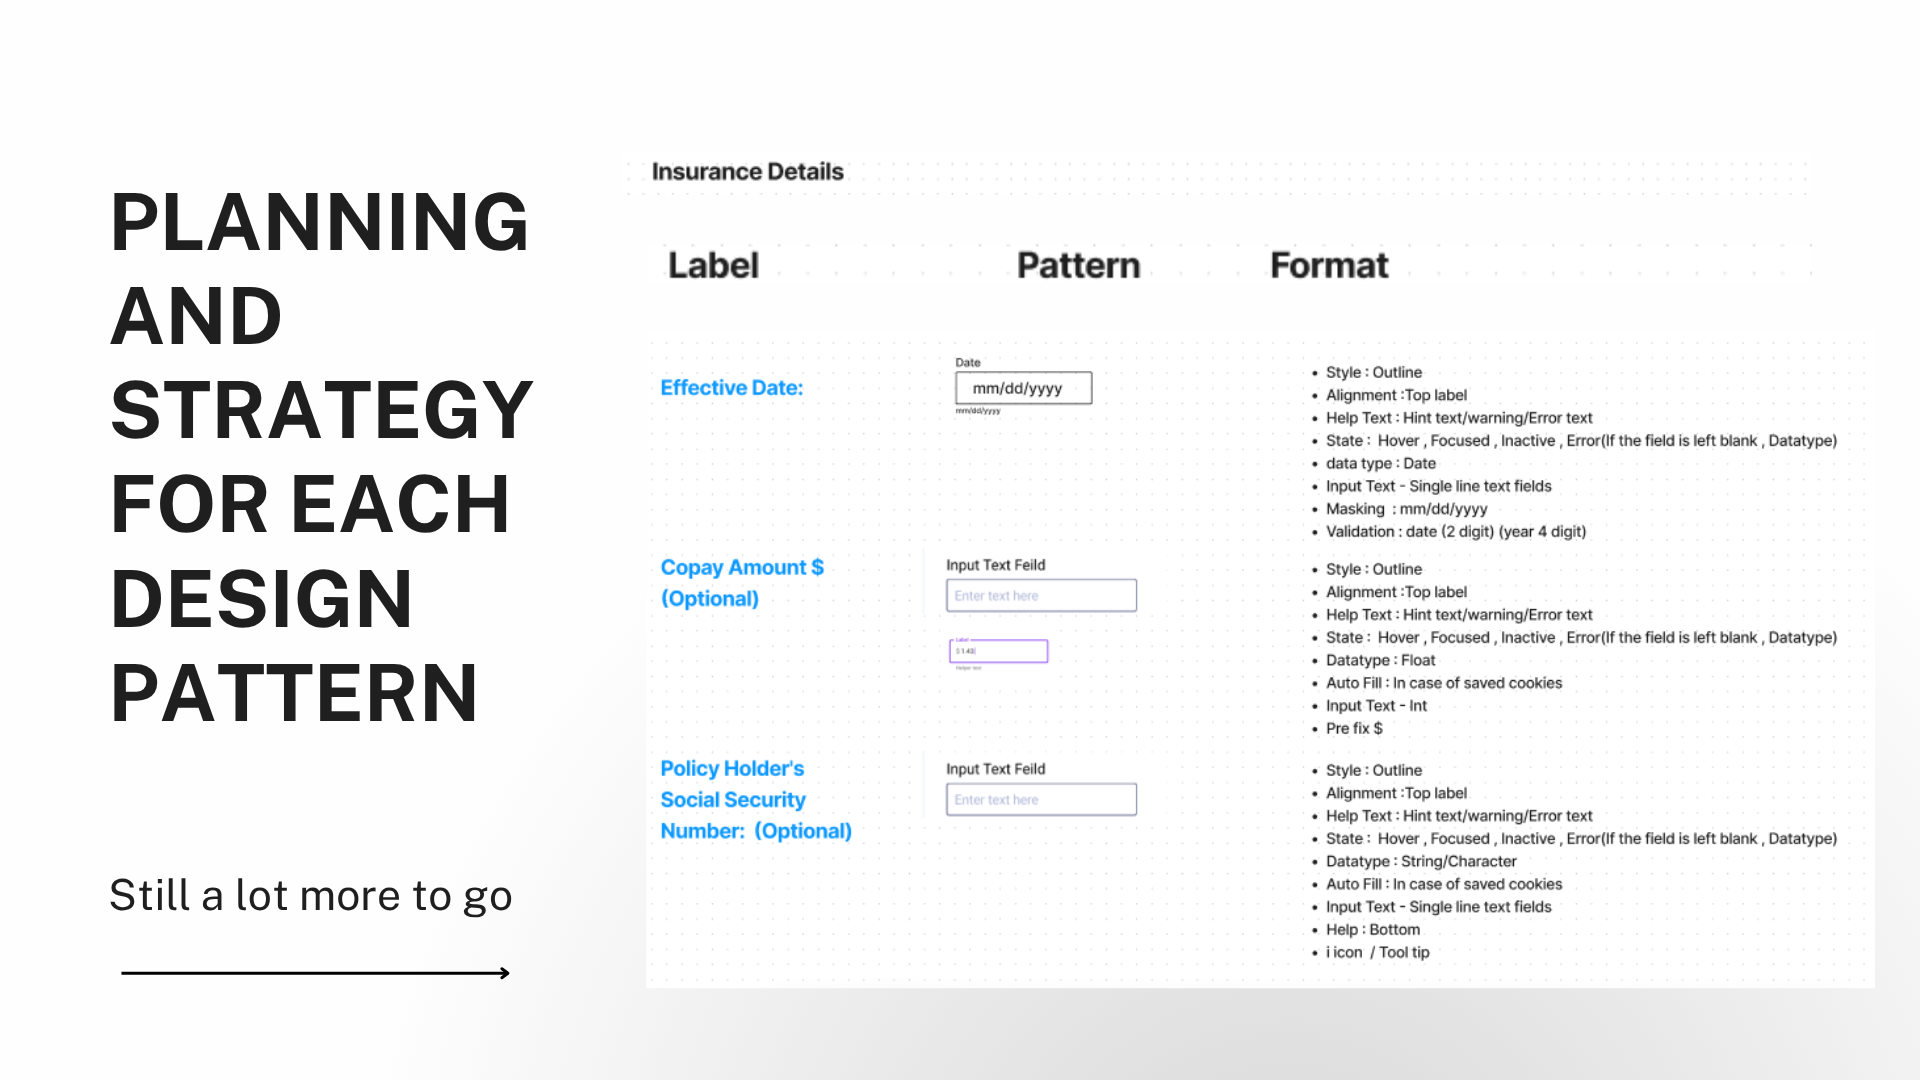 PLANNING
AND
STRATEGY
FOR EACH
DESIGN
PATTERN
Still a lot more to go
Insurance Details
Label Pattern Format
Effective Date:
Date
mm/dd/yyyy
mm/dd/yyyy
• Style : Outline
• Alignment :Top label
• Help Text : Hint text/warning/Error text
• State : Hover , Focused , Inactive , Error(If the field is left blank , Datatype)
• data type : Date
• Input Text - Single line text fields
• Masking : mm/dd/yyyy
• Validation : date (2 digit) (year 4 digit)
Copay Amount $
(Optional)
Input Text Feild
Enter text here
Label
$ 1.43
Helper text
• Style : Outline
• Alignment :Top label
• Help Text : Hint text/warning/Error text
• State : Hover , Focused , Inactive , Error(If the field is left blank , Datatype)
• Datatype : Float
• Auto Fill : In case of saved cookies
• Input Text - Int
• Pre fix $
Policy Holder's
Social Security
Number: (Optional)
Input Text Feild
Enter text here
• Style : Outline
• Alignment :Top label
• Help Text : Hint text/warning/Error text
• State : Hover , Focused , Inactive , Error(If the field is left blank , Datatype)
• Datatype : String/Character
• Auto Fill : In case of saved cookies
• Input Text - Single line text fields
• Help : Bottom
• i icon / Tool tip